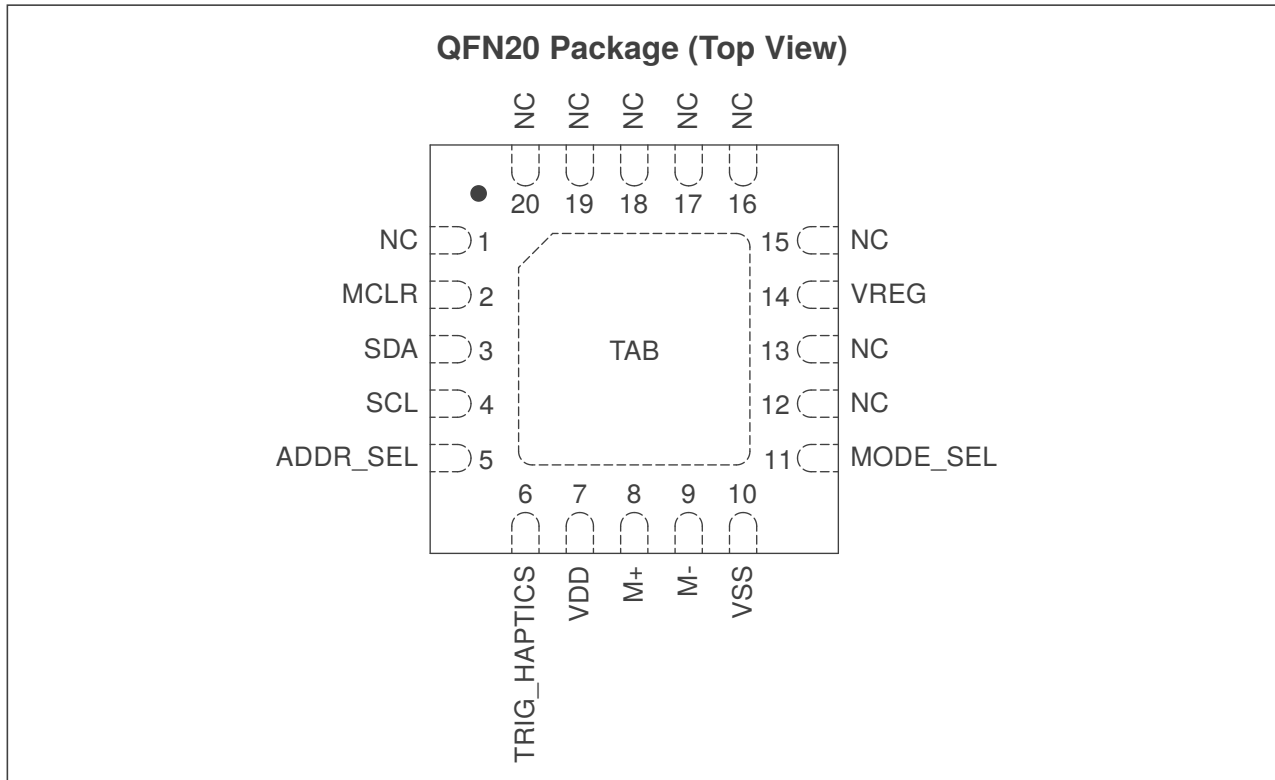 QFN20 Package (Top View)
NC NC NC NC NC
20 19 18 17 16
NC 1
MCLR 2
SDA 3
SCL 4
ADDR_SEL 5
TAB
15 NC
14 VREG
13 NC
12 NC
11 MODE_SEL
6 7 8 9 10
TRIG_HAPTICS VDD M+ M- VSS